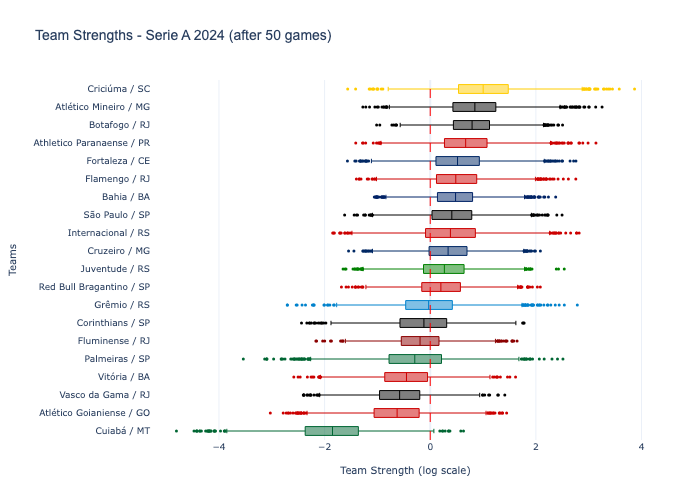 Team Strengths - Serie A 2024 (after 50 games)
Criciúma / SC
Atlético Mineiro / MG
Botafogo / RJ
Athletico Paranaense / PR
Fortaleza / CE
Flamengo / RJ
Bahia / BA
São Paulo / SP
Internacional / RS
Cruzeiro / MG
Juventude / RS
Red Bull Bragantino / SP
Grêmio / RS
Corinthians / SP
Fluminense / RJ
Palmeiras / SP
Vitória / BA
Vasco da Gama / RJ
Atlético Goianiense / GO
Cuiabá / MT
Teams
−4 −2 0 2 4
Team Strength (log scale)